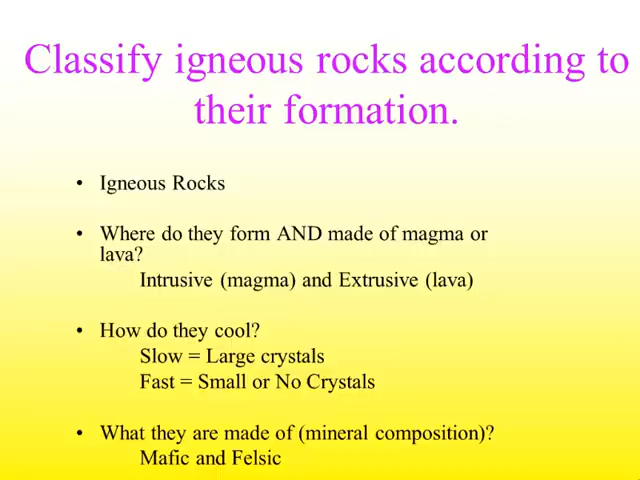 Classify igneous rocks according to
their formation.
• Igneous Rocks
• Where do they form AND made of magma or
lava?
Intrusive (magma) and Extrusive (lava)
• How do they cool?
Slow = Large crystals
Fast = Small or No Crystals
• What they are made of (mineral composition)?
Mafic and Felsic